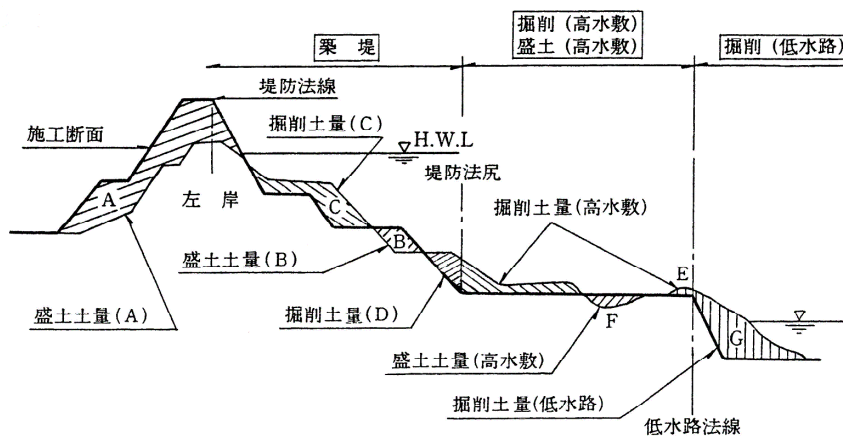 築 堤
掘削 (高水敷)
盛土 (高水敷)
掘削 (低水路)
堤防法線
掘削土量(C)
H.W.L
施工断面
堤防法尻
A
左 岸
C
掘削土量(高水敷)
盛土土量(B)
B
E
盛土土量(A)
掘削土量(D)
F
G
盛土土量(高水敷)
掘削土量(低水路)
低水路法線